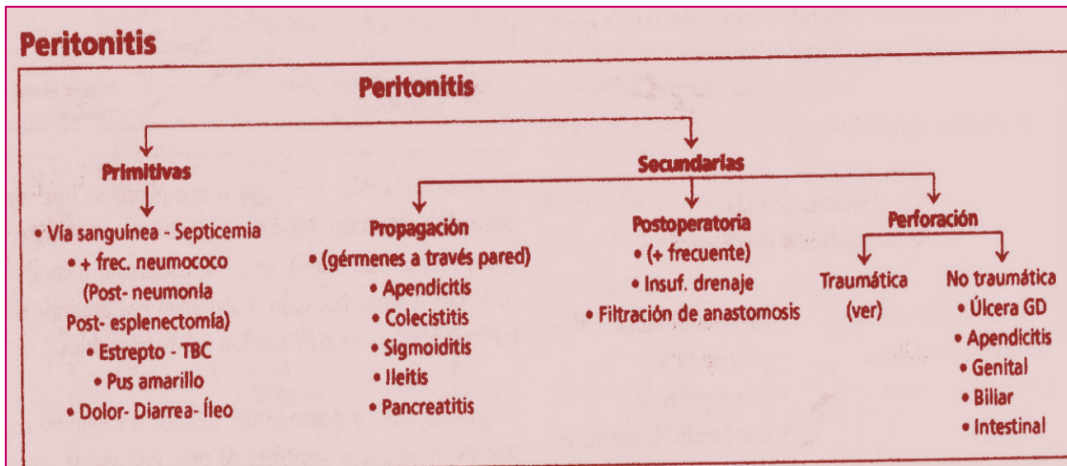 Peritonitis
Peritonitis
Primitivas
Vía sanguínea - Septicemia
• + frec. neumococo
(Post- neumonía
Post- esplenectomía)
• Estrepto - TBC
• Pus amarillo
• Dolor- Diarrea- Íleo
Secundarias
Propagación
• (gérmenes a través pared)
• Apendicitis
• Colecistitis
• Sigmoiditis
• Ileitis
• Pancreatitis
Postoperatoria
• (+ frecuente)
• Insuf. drenaje
• Filtración de anastomosis
Perforación
Traumática
(ver)
No traumática
• Úlcera GD
• Apendicitis
• Genital
• Biliar
• Intestinal